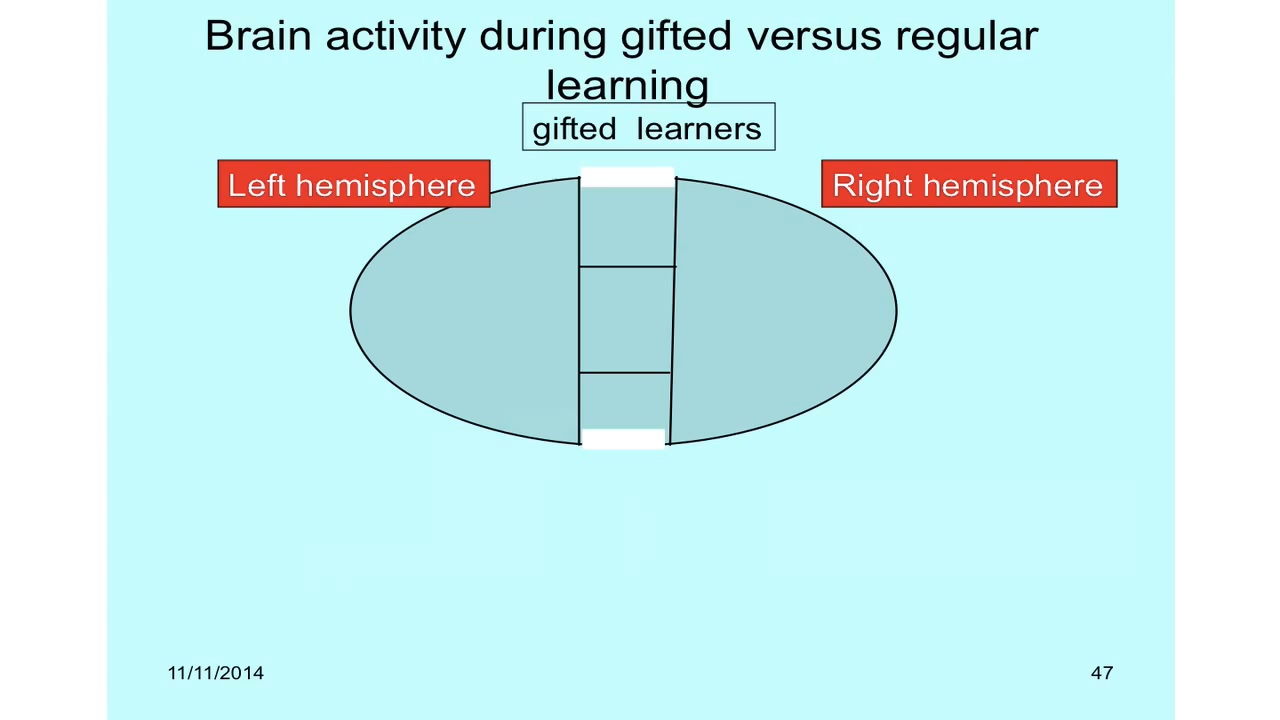 Brain activity during gifted versus regular
learning
gifted learners
Left hemisphere
Right hemisphere
11/11/2014
47